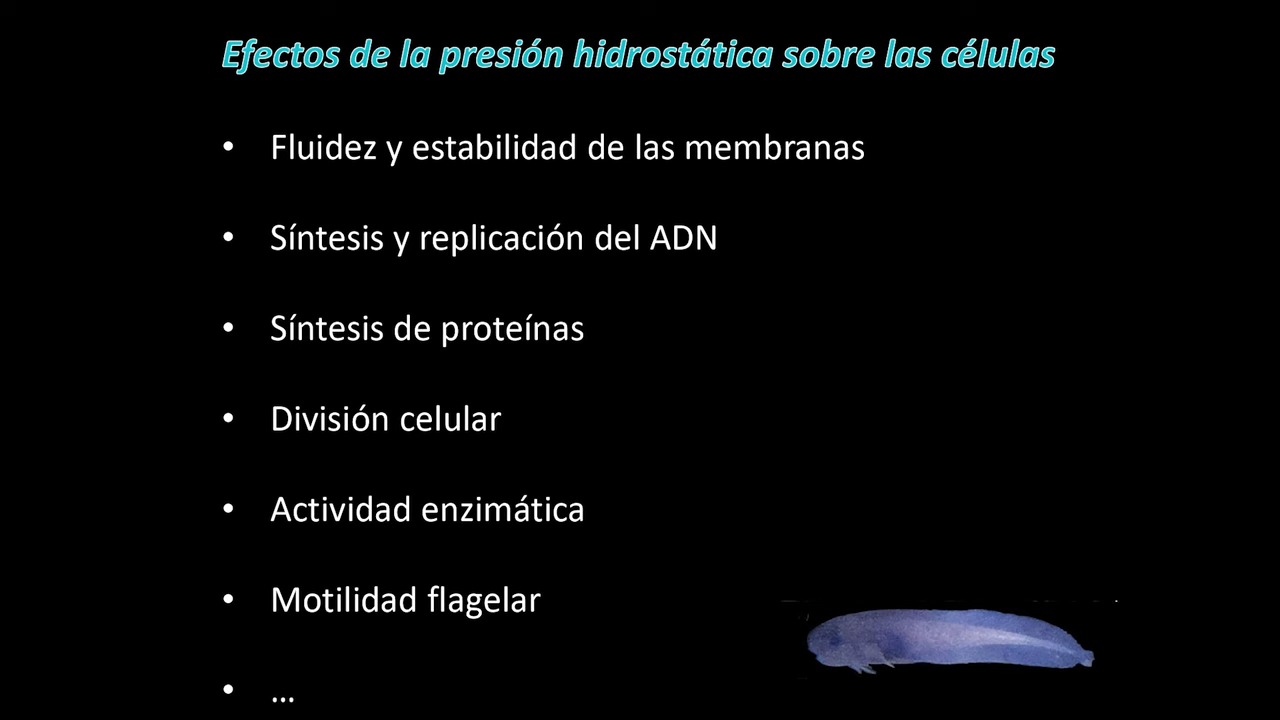 Efectos de la presión hidrostática sobre las células
• Fluidez y estabilidad de las membranas
• Síntesis y replicación del ADN
• Síntesis de proteínas
• División celular
• Actividad enzimática
• Motilidad flagelar
• ...